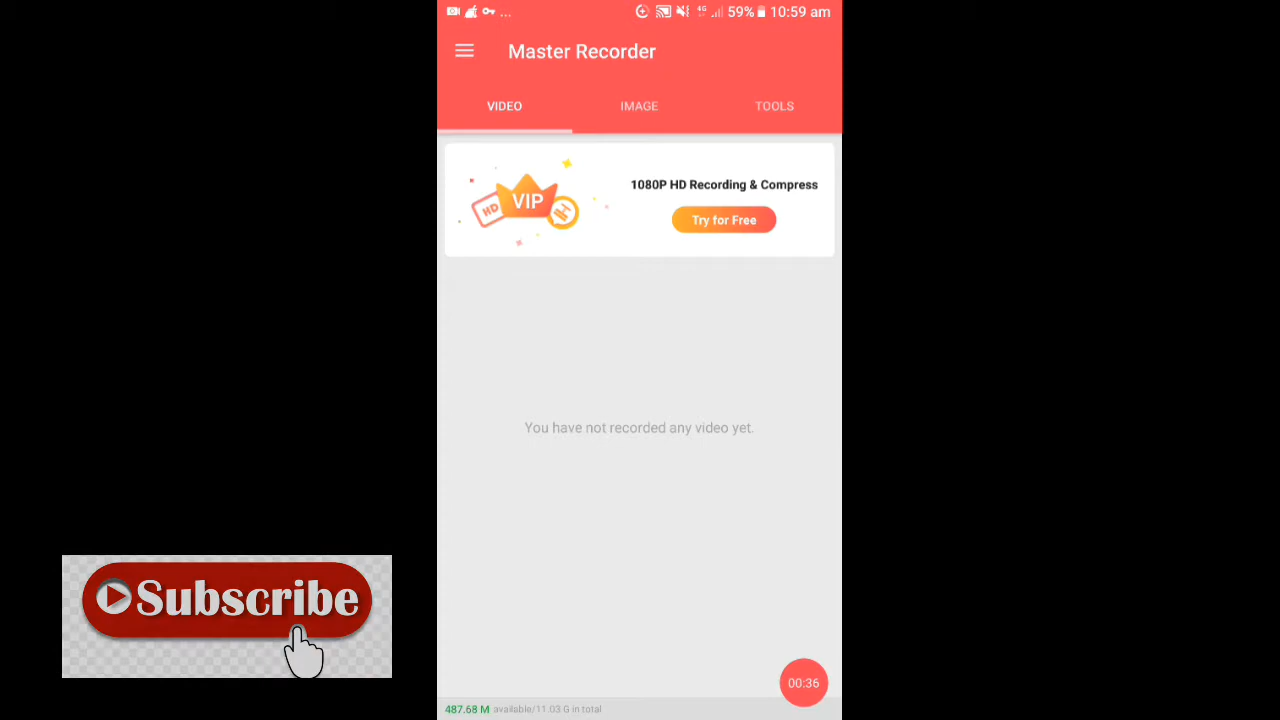 ... 59% 10:59 am
Master Recorder
VIDEO IMAGE TOOLS
HD VIP
1080P HD Recording & Compress
Try for Free
You have not recorded any video yet.
Subscribe
00:36
487.68 M available/11.03 G in total